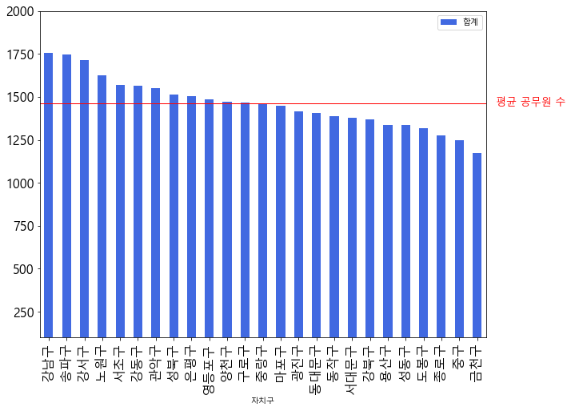 2000
1750
1500
1250
1000
750
500
250
합계
평균 공무원 수
강남구
송파구
강서구
노원구
서초구
강동구
관악구
성북구
은평구
영등포구
양천구
구로구
중랑구
마포구
광진구
동대문구
동작구
서대문구
강북구
용산구
성동구
도봉구
종로구
중구
금천구
자치구